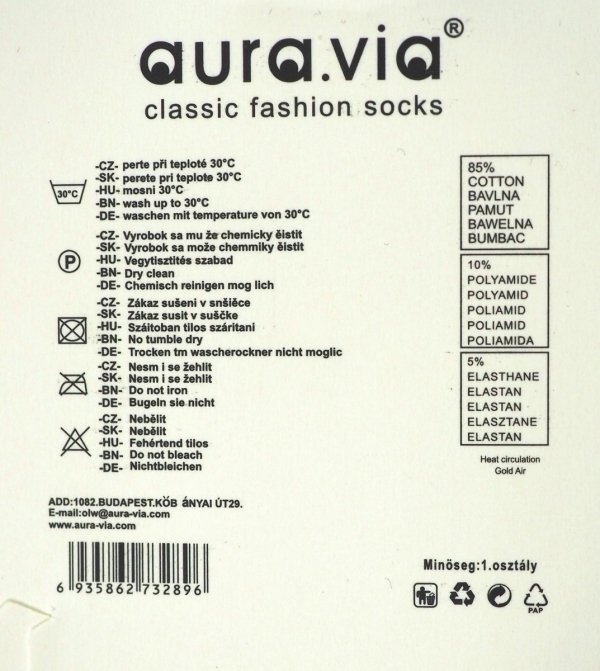 aura.via®
classic fashion socks
30°C
-CZ- perte při teploté 30°C
-SK- perete pri teplote 30°C
-HU- mosni 30°C
-BN- wash up to 30°C
-DE- waschen mit temperature von 30°C
P
-CZ- Vyrobok sa mu že chemicky ěistit
-SK- Vyrobok sa može chemmiky ěistit
-HU- Vegytisztités szabad
-BN- Dry clean
-DE- Chemisch reinigen mog lich
-CZ- Zákaz sušeni v snšiěce
-SK- Zákaz susit v suščke
-HU- Száitoban tilos száritani
-BN- No tumble dry
-DE- Trocken tm wascherockner nicht moglic
-CZ- Nesm i se žehlit
-SK- Nesm i se žehlit
-BN- Do not iron
-DE- Bugeln sie nicht
-CZ- Nebělit
-SK- Nebělit
-HU- Fehértend tilos
-BN- Do not bleach
-DE- Nichtbleichen
85%
COTTON
BAVLNA
PAMUT
BAWELNA
BUMBAC
10%
POLYAMIDE
POLYAMID
POLIAMID
POLIAMID
POLIAMIDA
5%
ELASTHANE
ELASTAN
ELASTAN
ELASZTANE
ELASTAN
Heat circulation
Gold Air
ADD:1082.BUDAPEST.KÖB ÁNYAI ÚT29.
E-mail:olw@aura-via.com
www.aura-via.com
6 935862 732896
Minöseg:1.osztály
PAP